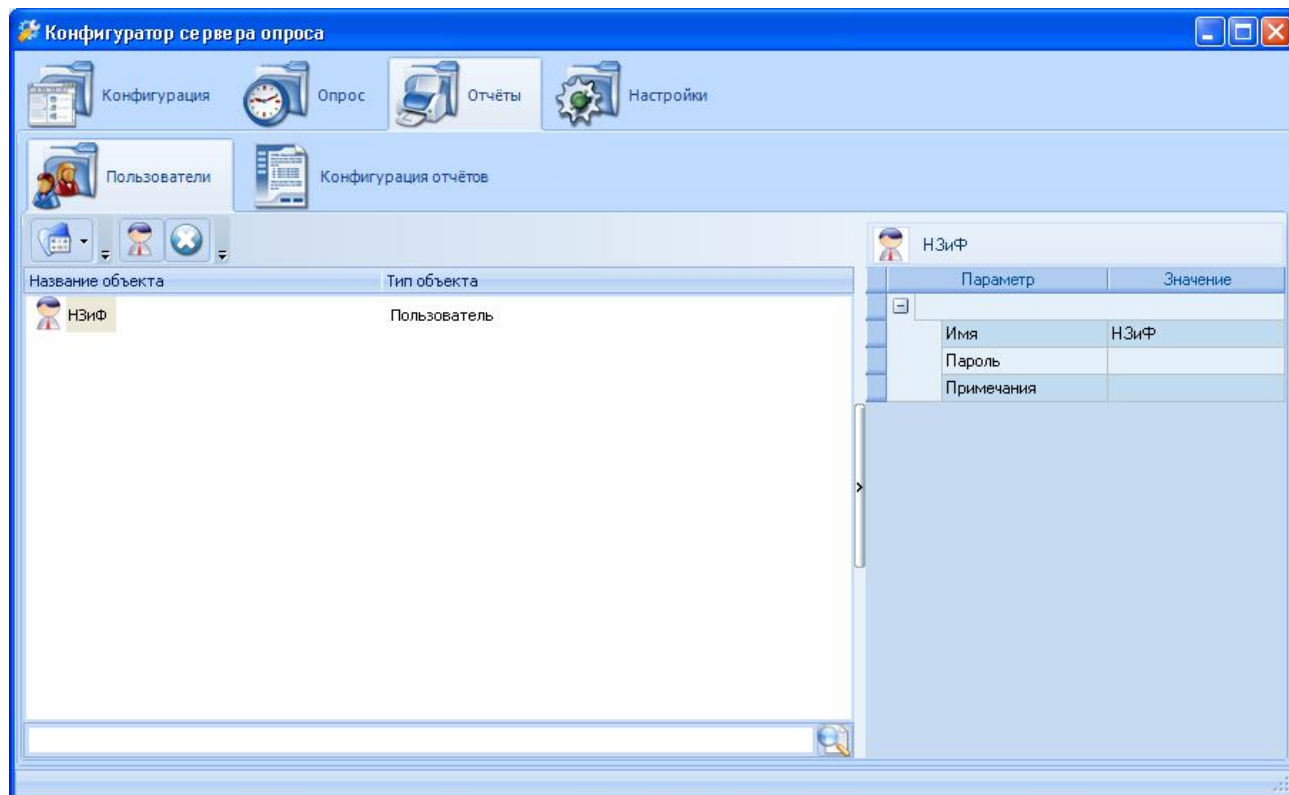 Конфигуратор сервера опроса
Конфигурация Опрос Отчёты Настройки
Пользователи Конфигурация отчётов
НЗиФ
Название объекта Тип объекта
НЗиФ Пользователь
Параметр Значение
Имя НЗиФ
Пароль
Примечания